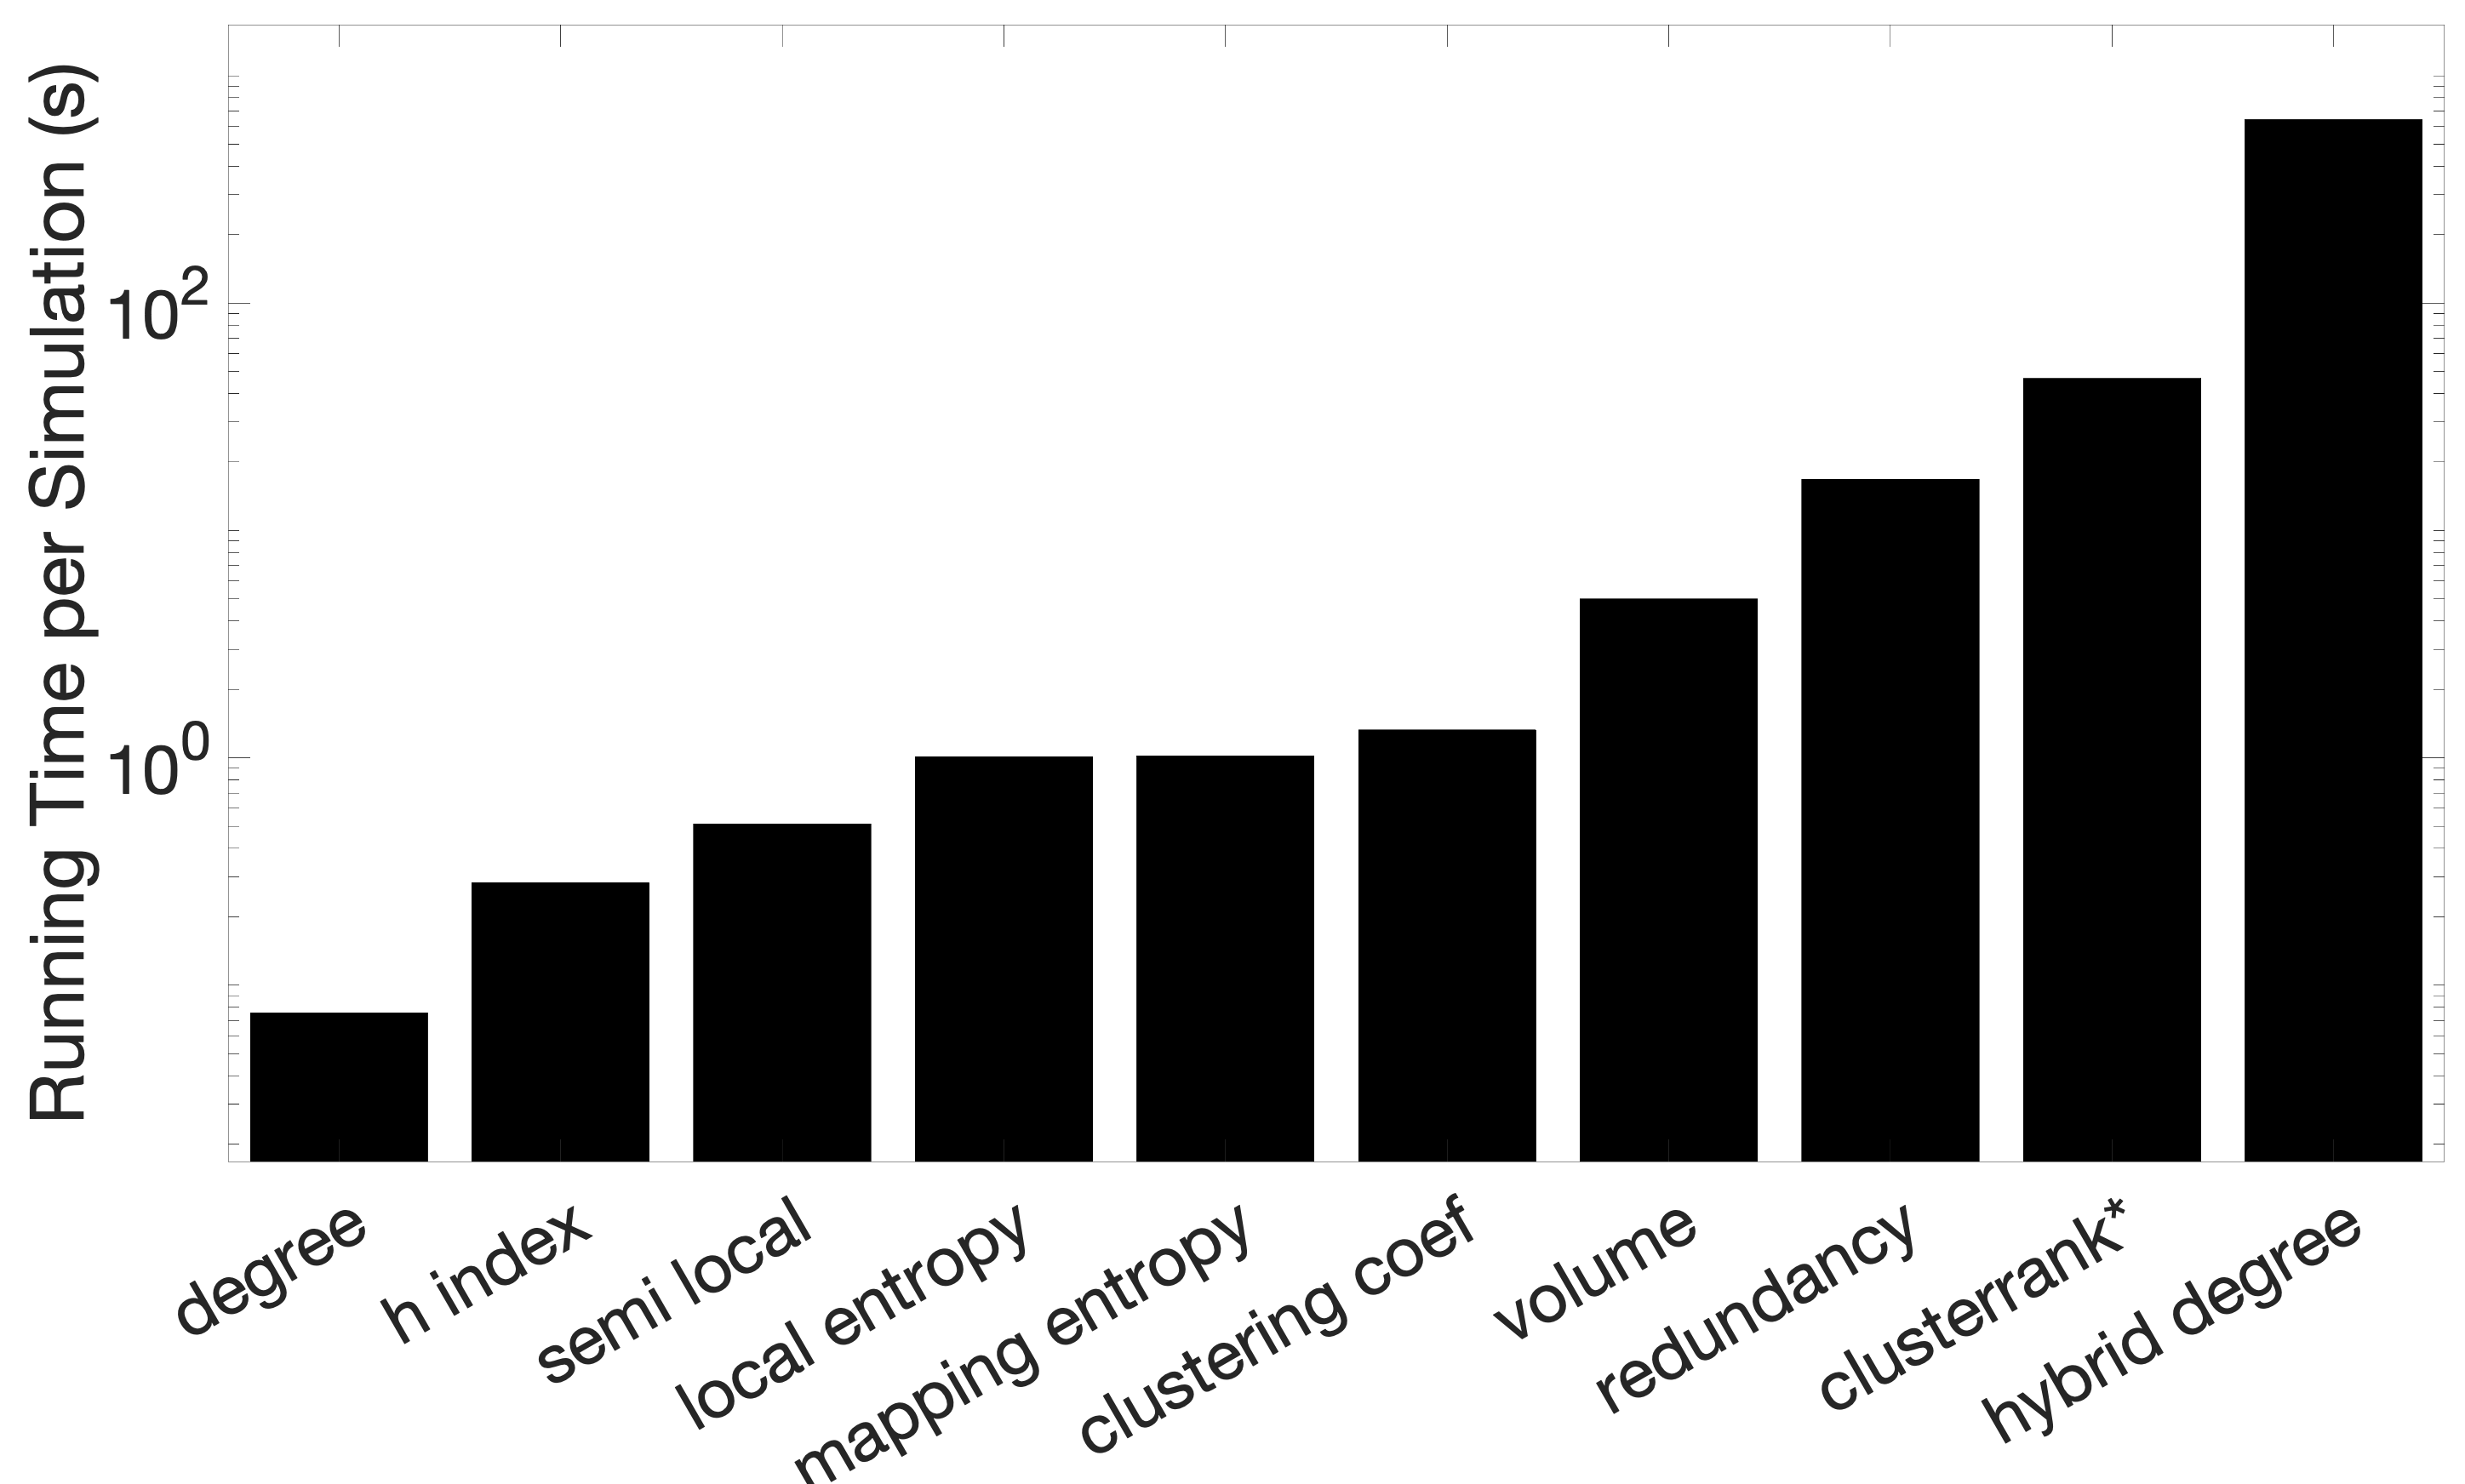 Running Time per Simulation (s)
10^2
10^0
degree
h index
semi local
local entropy
mapping entropy
clustering coef
volume
redundancy
clusterrank*
hybrid degree